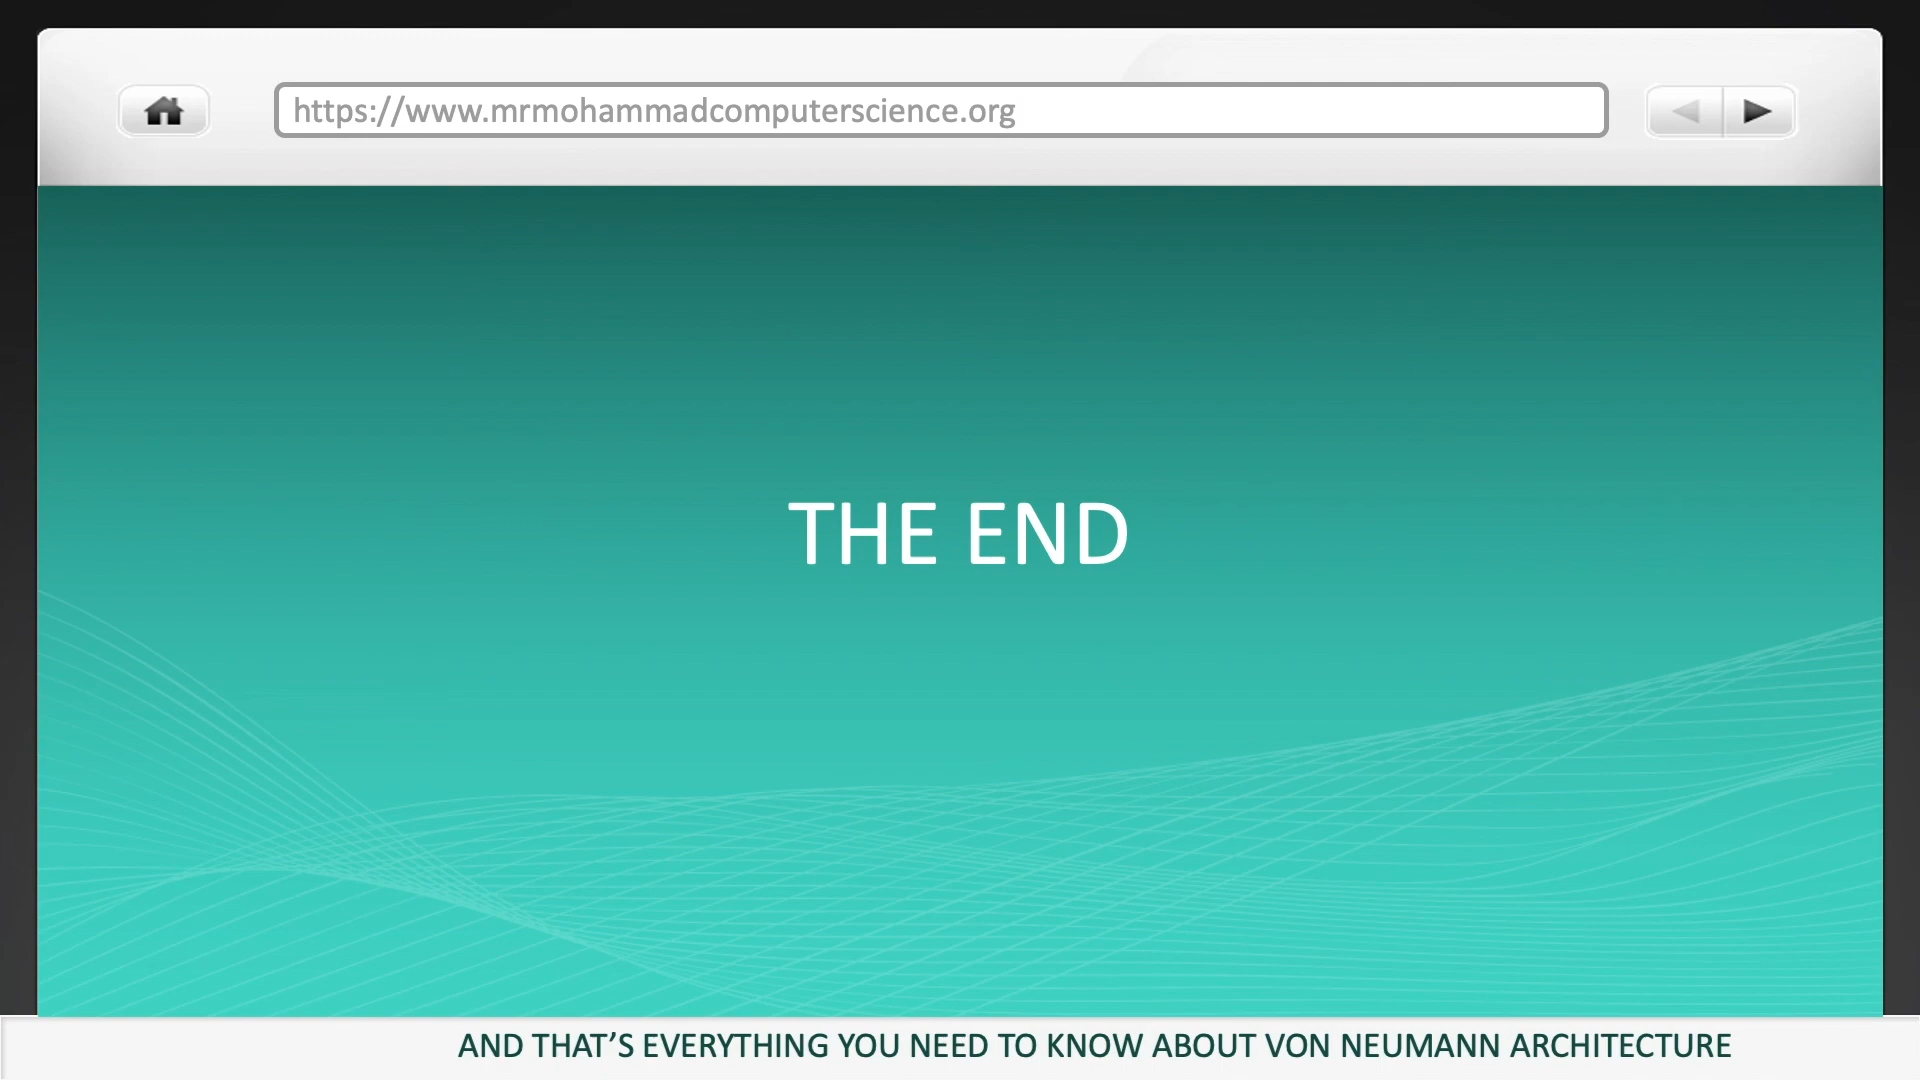 https://www.mrmohammadcomputerscience.org
THE END
AND THAT’S EVERYTHING YOU NEED TO KNOW ABOUT VON NEUMANN ARCHITECTURE